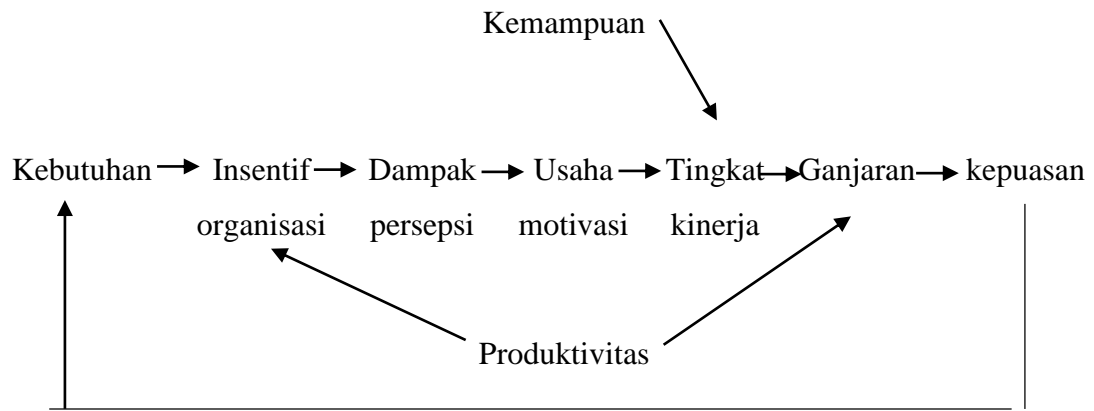 Kemampuan
Kebutuhan Insentif Dampak Usaha Tingkat Ganjaran kepuasan
organisasi persepsi motivasi kinerja
Produktivitas